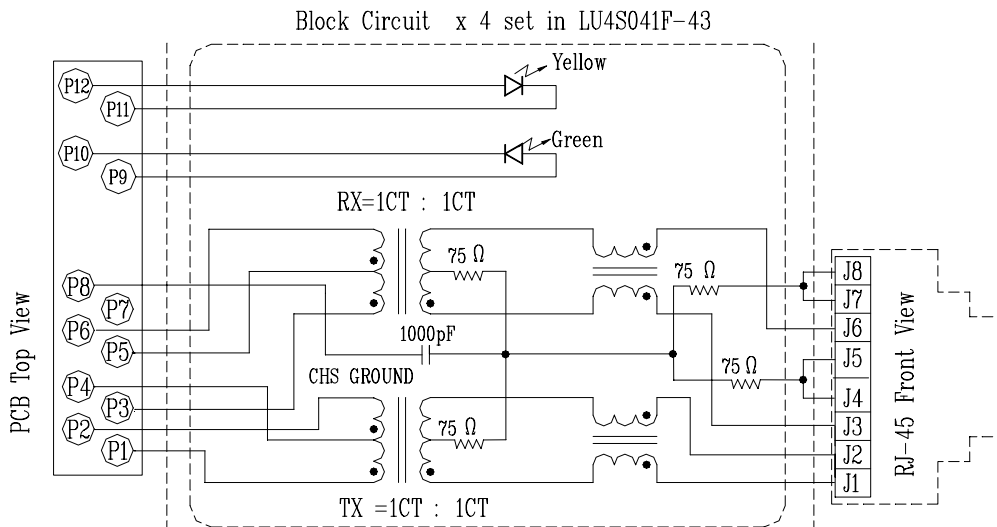 Block Circuit x 4 set in LU4S041F-43
P12
Yellow
P11
P10
Green
P9
RX=1CT : 1CT
75 Ω
75 Ω
J8
P8
J7
P7
P6
J6
1000pF
P5
J5
75 Ω
CHS GROUND
P4
J4
P3
J3
P2
75 Ω
J2
P1
J1
TX =1CT : 1CT
PCB Top View
RJ-45 Front View